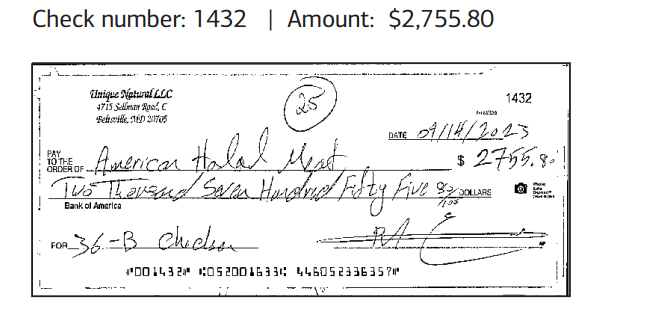 Check number: 1432 | Amount: $2,755.80
Unique Natural LLC
4715 Sellman Road, C
Beltsville, MD 20705
25
1432
DATE 09/14/2023
PAY TO THE ORDER OF American Halal Meat $ 2755.80
Two Thousand Seven Hundred Fifty Five 80/100 DOLLARS
Bank of America
FOR 36-B Chicken
⑈001432⑈ ⑆052001633⑆ 446052336357⑈